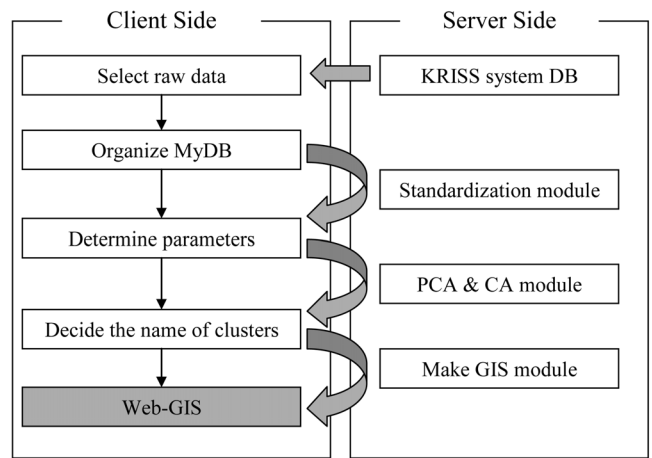 Client Side
Server Side
Select raw data
KRISS system DB
Organize MyDB
Standardization module
Determine parameters
PCA & CA module
Decide the name of clusters
Make GIS module
Web-GIS